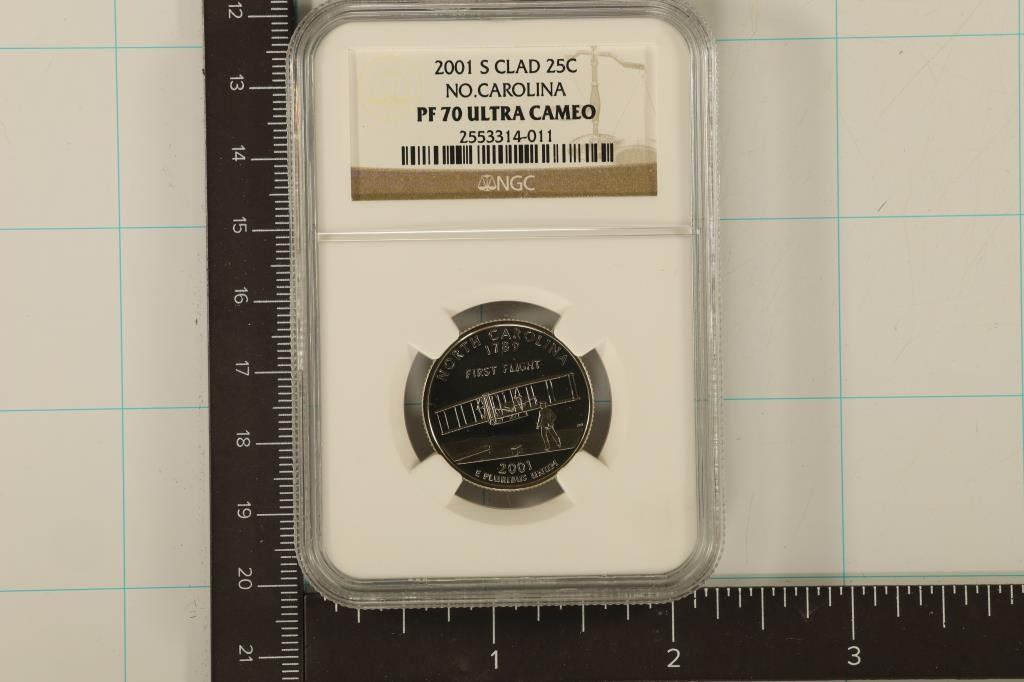 2001 S CLAD 25C
NO.CAROLINA
PF 70 ULTRA CAMEO
2553314-011
NGC
NORTH CAROLINA
1789
FIRST FLIGHT
2001
E PLURIBUS UNUM
12
13
14
15
16
17
18
19
20
21
1 2 3